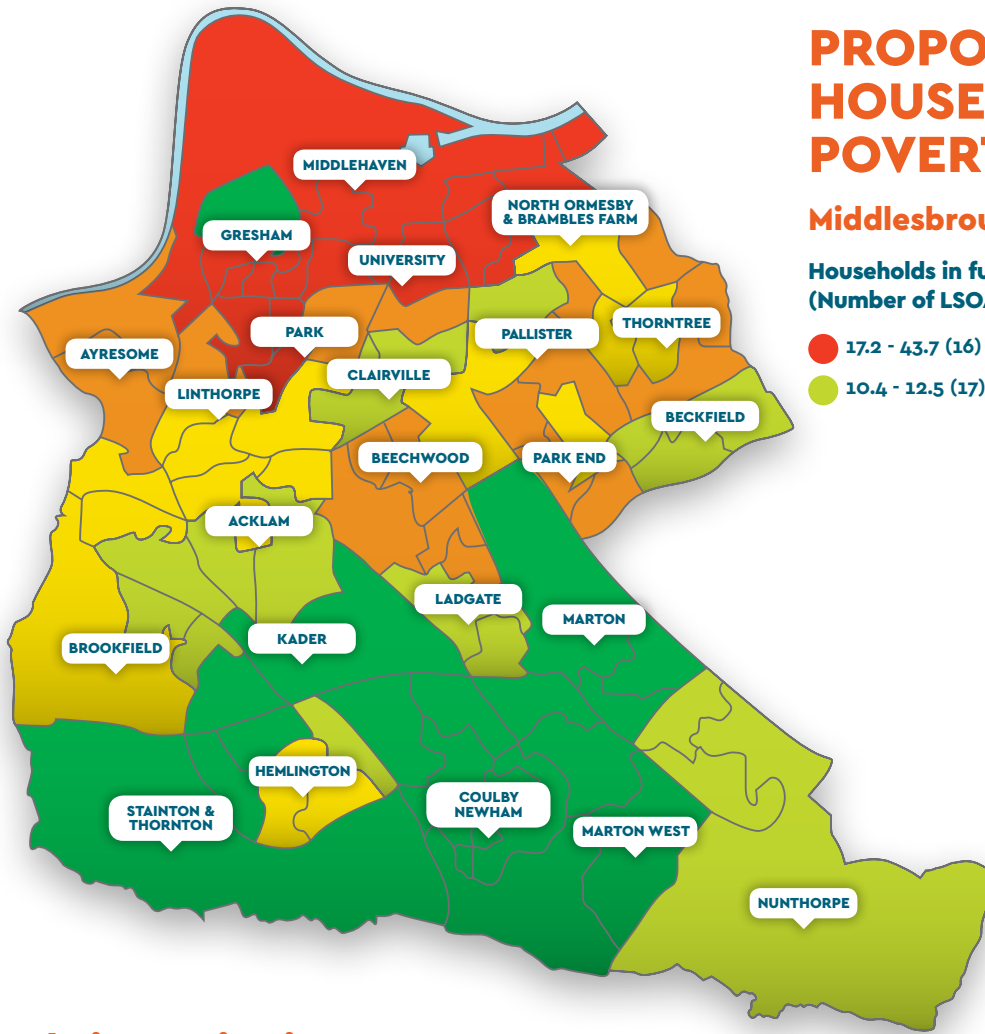 PROPO
HOUSE
POVERT
Middlesbrou
Households in fu
(Number of LSOA
17.2 - 43.7 (16)
10.4 - 12.5 (17)
MIDDLEHAVEN
NORTH ORMESBY
& BRAMBLES FARM
GRESHAM
UNIVERSITY
PARK
PALLISTER
THORNTREE
AYRESOME
CLAIRVILLE
LINTHORPE
BECKFIELD
BEECHWOOD
PARK END
ACKLAM
LADGATE
MARTON
KADER
BROOKFIELD
HEMLINGTON
STAINTON &
THORNTON
COULBY
NEWHAM
MARTON WEST
NUNTHORPE